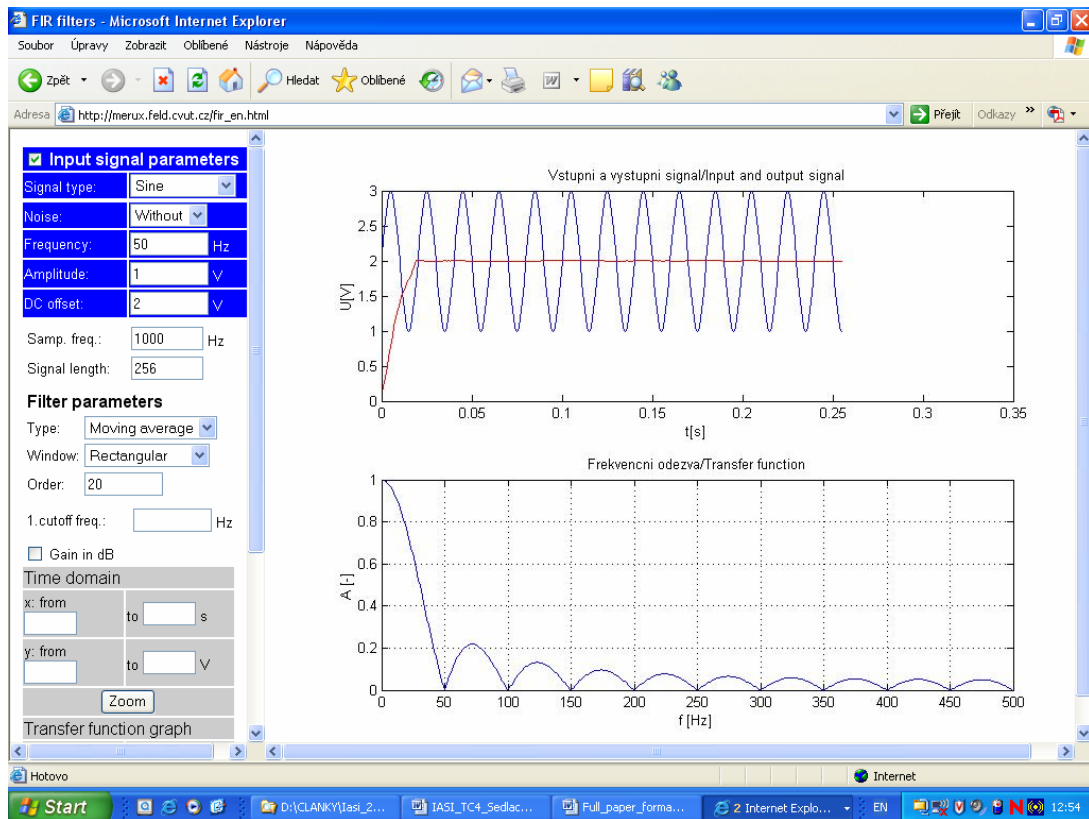 FIR filters - Microsoft Internet Explorer
Soubor Úpravy Zobrazit Oblíbené Nástroje Nápověda
Zpět Hledat Oblíbené
Adresa http://merux.feld.cvut.cz/fir_en.html Přejít Odkazy »
Input signal parameters
Signal type: Sine
Noise: Without
Frequency: 50 Hz
Amplitude: 1 V
DC offset: 2 V
Samp. freq.: 1000 Hz
Signal length: 256
Filter parameters
Type: Moving average
Window: Rectangular
Order: 20
1.cutoff freq.: Hz
Gain in dB
Time domain
x: from to s
y: from to V
Zoom
Transfer function graph
Vstupni a vystupni signal/Input and output signal
3
2.5
2
1.5
1
0.5
0
U[V]
0 0.05 0.1 0.15 0.2 0.25 0.3 0.35
t[s]
Frekvencni odezva/Transfer function
1
0.8
0.6
0.4
0.2
0
A [-]
0 50 100 150 200 250 300 350 400 450 500
f [Hz]
Hotovo Internet
Start D:\CLANKY\Iasi_2... IASI_TC4_Sedlac... Full_paper_forma... 2 Internet Explo... EN 12:54